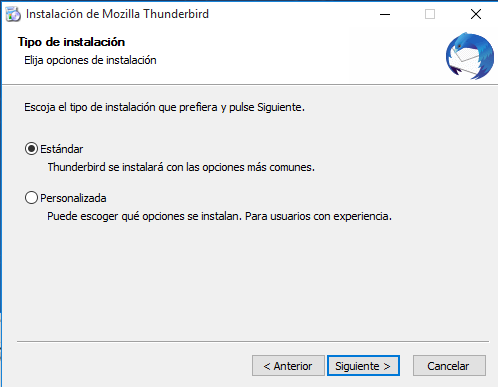 Instalación de Mozilla Thunderbird
Tipo de instalación
Elija opciones de instalación
Escoja el tipo de instalación que prefiera y pulse Siguiente.
Estándar
Thunderbird se instalará con las opciones más comunes.
Personalizada
Puede escoger qué opciones se instalan. Para usuarios con experiencia.
< Anterior
Siguiente >
Cancelar